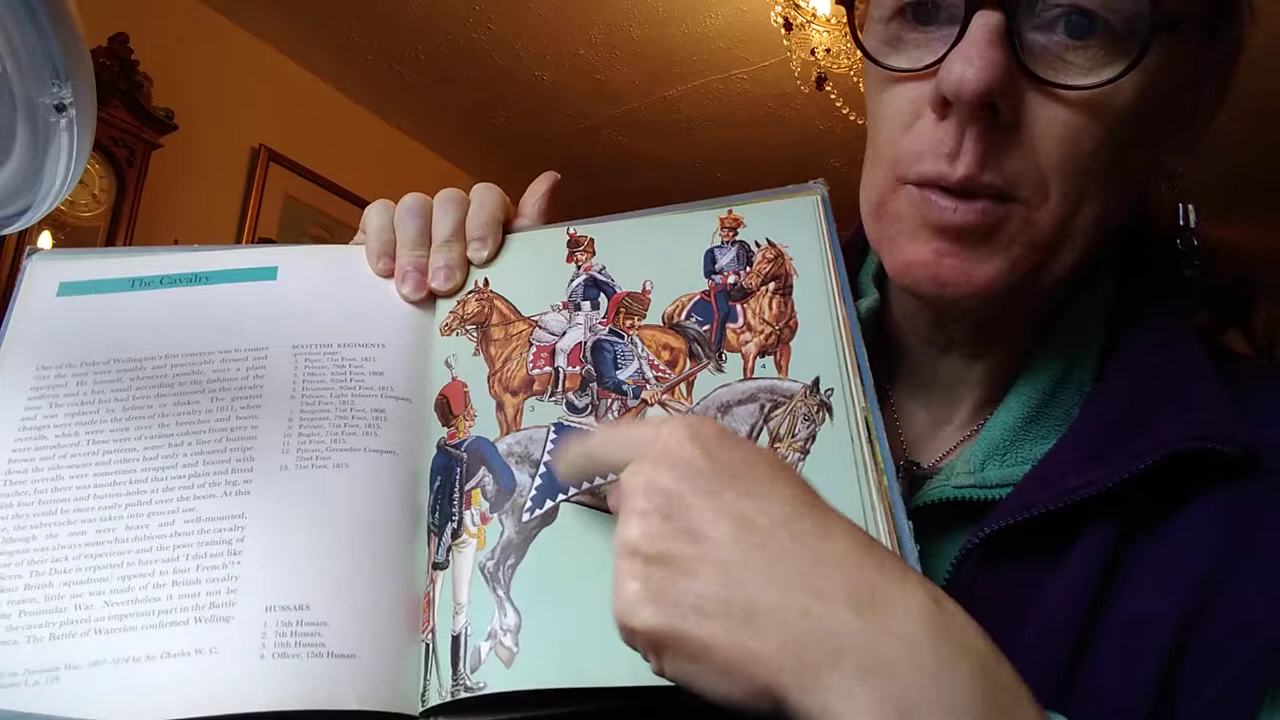 The Cavalry
One of the Duke of Wellington's first concerns was to ensure
that the men were sensibly and practicably dressed and
equipped. He himself, whenever possible, wore a plain
uniform and a hat, small according to the fashions of the
time. The cocked hat had been discontinued in the cavalry
and was replaced by helmets or shakos. The greatest
changes were made in the dress of the cavalry in 1811, when
overalls, which were worn over the breeches and boots,
were introduced. These were of various colours from grey to
brown and of several patterns, some had a line of buttons
down the side-seams and others had only a coloured stripe.
These overalls were sometimes strapped and booted with
leather, but there was another kind that was plain and fitted
with four buttons and button-holes at the end of the leg, so
that they could be more easily pulled over the boots. At this
the sabretache was taken into general use.
Although the men were brave and well-mounted,
was always somewhat dubious about the cavalry
of their lack of experience and the poor training of
The Duke is reported to have said 'I did not like
four British (squadrons) opposed to four French'!*
reason, little use was made of the British cavalry
the Peninsular War. Nevertheless it must not be
the cavalry played an important part in the Battle
The Battle of Waterloo confirmed Welling-
the Peninsular War, 1807-1814 by Sir Charles W. C.
SCOTTISH REGIMENTS
(previous page)
1. Piper, 71st Foot, 1815.
2. Private, 79th Foot.
3. Officer, 42nd Foot, 1808.
4. Private, 92nd Foot.
5. Drummer, 92nd Foot, 1815.
6. Private, Light Infantry Company,
Foot, 1812.
7. Sergeant, 71st Foot, 1808.
8. Sergeant, 79th Foot, 1815.
9. Private, 71st Foot, 1815.
10. Bugler, 71st Foot, 1815.
11. 1st Foot, 1815.
12. Private, Grenadier Company,
72nd Foot.
13. 21st Foot, 1815.
HUSSARS
1. 15th Hussars.
2. 7th Hussars.
3. 10th Hussars.
4. Officer, 15th Hussars.
3
4